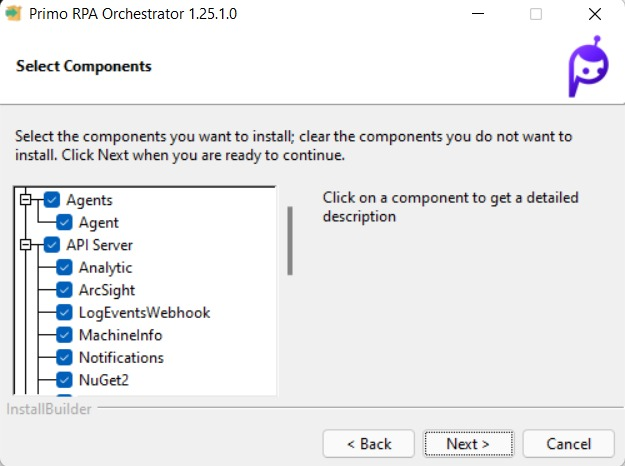 Primo RPA Orchestrator 1.25.1.0
Select Components
Select the components you want to install; clear the components you do not want to
install. Click Next when you are ready to continue.
Agents
Agent
API Server
Analytic
ArcSight
LogEventsWebhook
MachineInfo
Notifications
NuGet2
Click on a component to get a detailed
description
InstallBuilder
< Back
Next >
Cancel